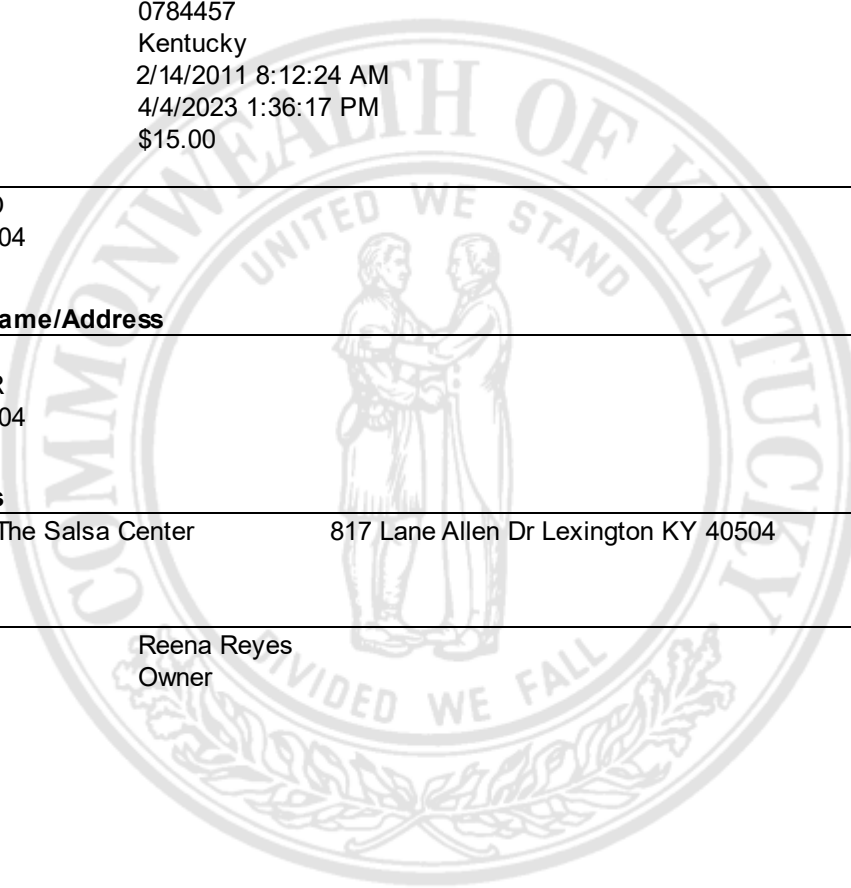 0784457
Kentucky
2/14/2011 8:12:24 AM
4/4/2023 1:36:17 PM
$15.00
04
ame/Address
R
04
s
The Salsa Center 817 Lane Allen Dr Lexington KY 40504
Reena Reyes
Owner
COMMONWEALTH OF KENTUCKY
UNITED WE STAND
DIVIDED WE FALL